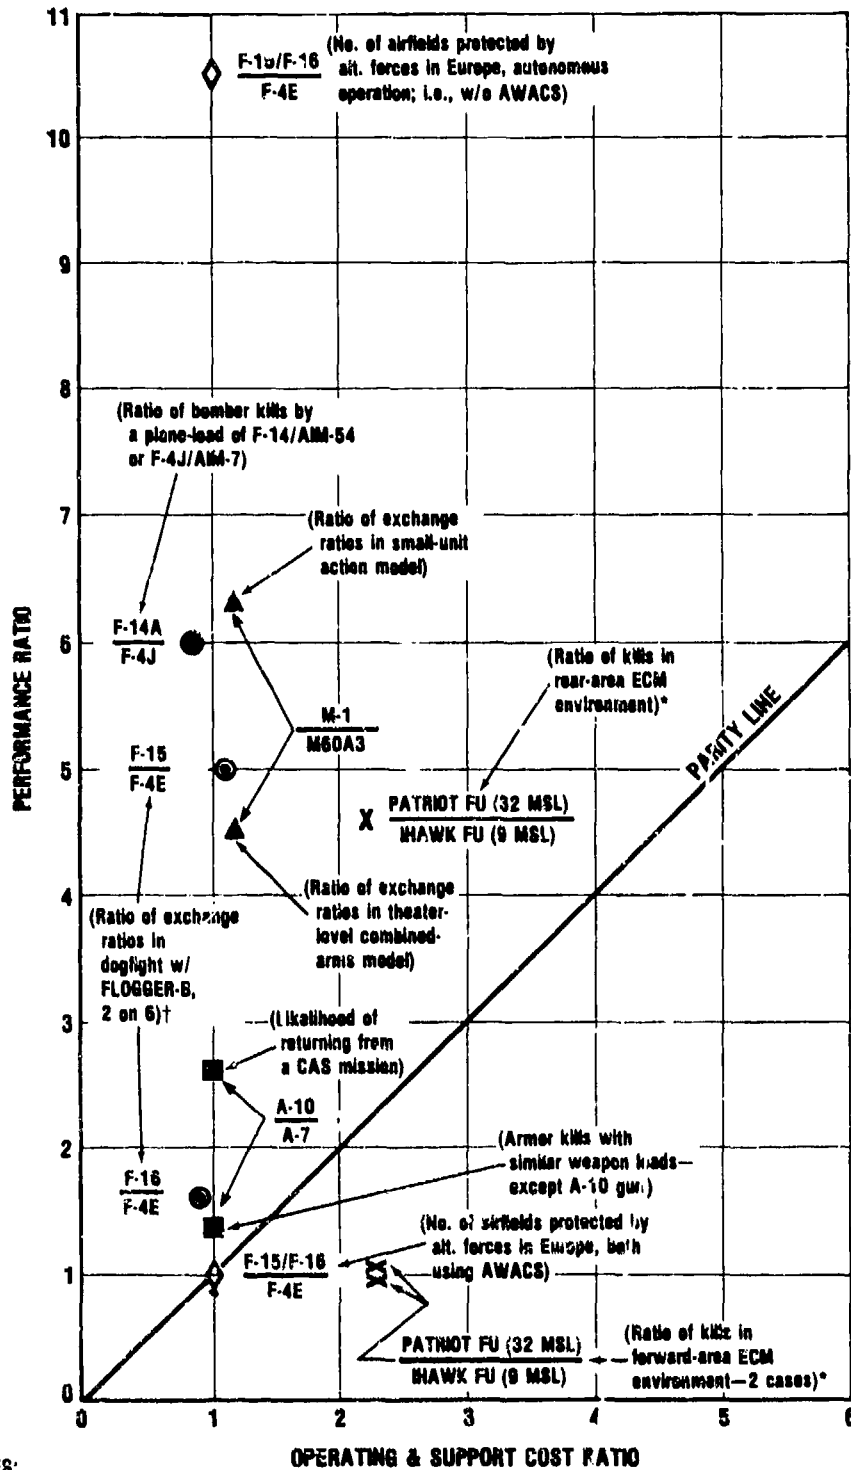 11
F-15/F-16
F-4E
(No. of airfields protected by
alt. forces in Europe, autonomous
operation; i.e., w/o AWACS)
10
9
8
(Ratio of bomber kills by
a plane-load of F-14/AIM-54
or F-4J/AIM-7)
7
(Ratio of exchange
ratios in small-unit
action model)
6
F-14A
F-4J
(Ratio of kills in
rear-area ECM
environment)*
M-1
M60A3
PARITY LINE
PERFORMANCE RATIO
F-15
F-4E
5
X
PATRIOT FU (32 MSL)
IHAWK FU (9 MSL)
4
(Ratio of exchange
ratios in theater-
level combined-
arms model)
(Ratio of exchange
ratios in
dogfight w/
FLOGGER-B,
2 on 6)†
3
(Likelihood of
returning from
a CAS mission)
A-10
A-7
2
(Armor kills with
similar weapon loads—
except A-10 gun)
F-16
F-4E
(No. of airfields protected by
alt. forces in Europe, both
using AWACS)
1
F-15/F-16
F-4E
XX
PATRIOT FU (32 MSL)
IHAWK FU (9 MSL)
(Ratio of kills in
forward-area ECM
environment—2 cases)*
0
0 1 2 3 4 5 6
OPERATING & SUPPORT COST RATIO